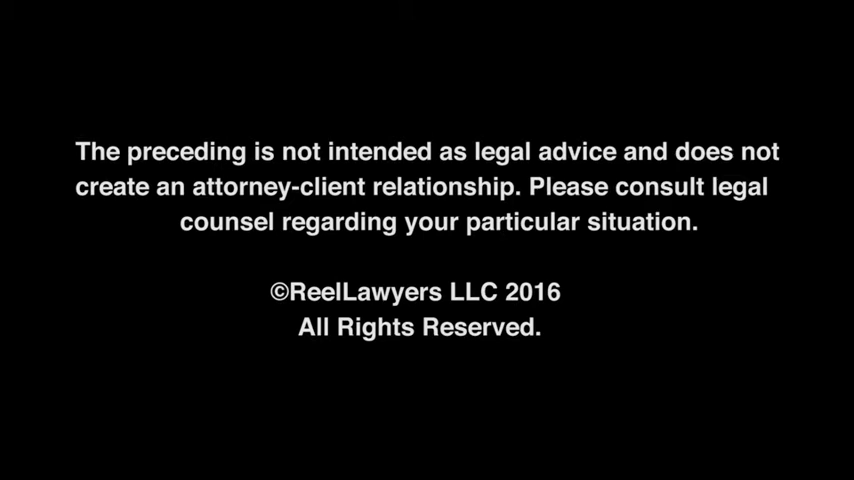 The preceding is not intended as legal advice and does not
create an attorney-client relationship. Please consult legal
counsel regarding your particular situation.
©ReelLawyers LLC 2016
All Rights Reserved.